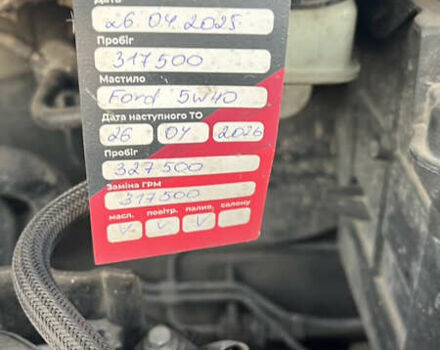 Дата
26. 04. 2025.
Пробіг
317500
Мастило
Ford 5W40
Дата наступного ТО
26 04 2026
Пробіг
327500
Заміна ГРМ
317500
масл. повітр. палив. салону
V V V